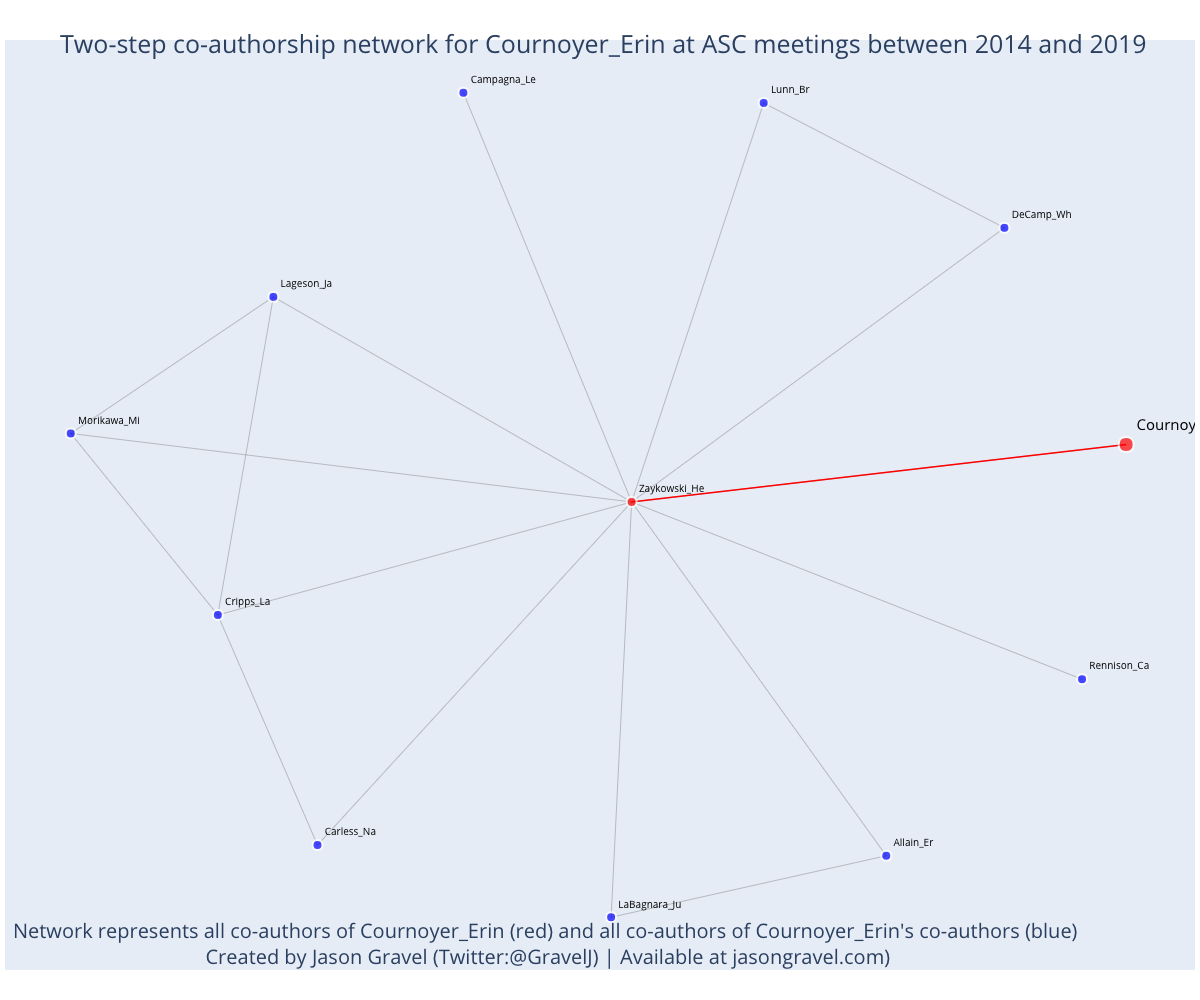 Two-step co-authorship network for Cournoyer_Erin at ASC meetings between 2014 and 2019
Campagna_Le
Lunn_Br
DeCamp_Wh
Lageson_Ja
Morikawa_Mi
Cournoy
Zaykowski_He
Cripps_La
Rennison_Ca
Carless_Na
Allain_Er
LaBagnara_Ju
Network represents all co-authors of Cournoyer_Erin (red) and all co-authors of Cournoyer_Erin's co-authors (blue)
Created by Jason Gravel (Twitter:@GravelJ) | Available at jasongravel.com)